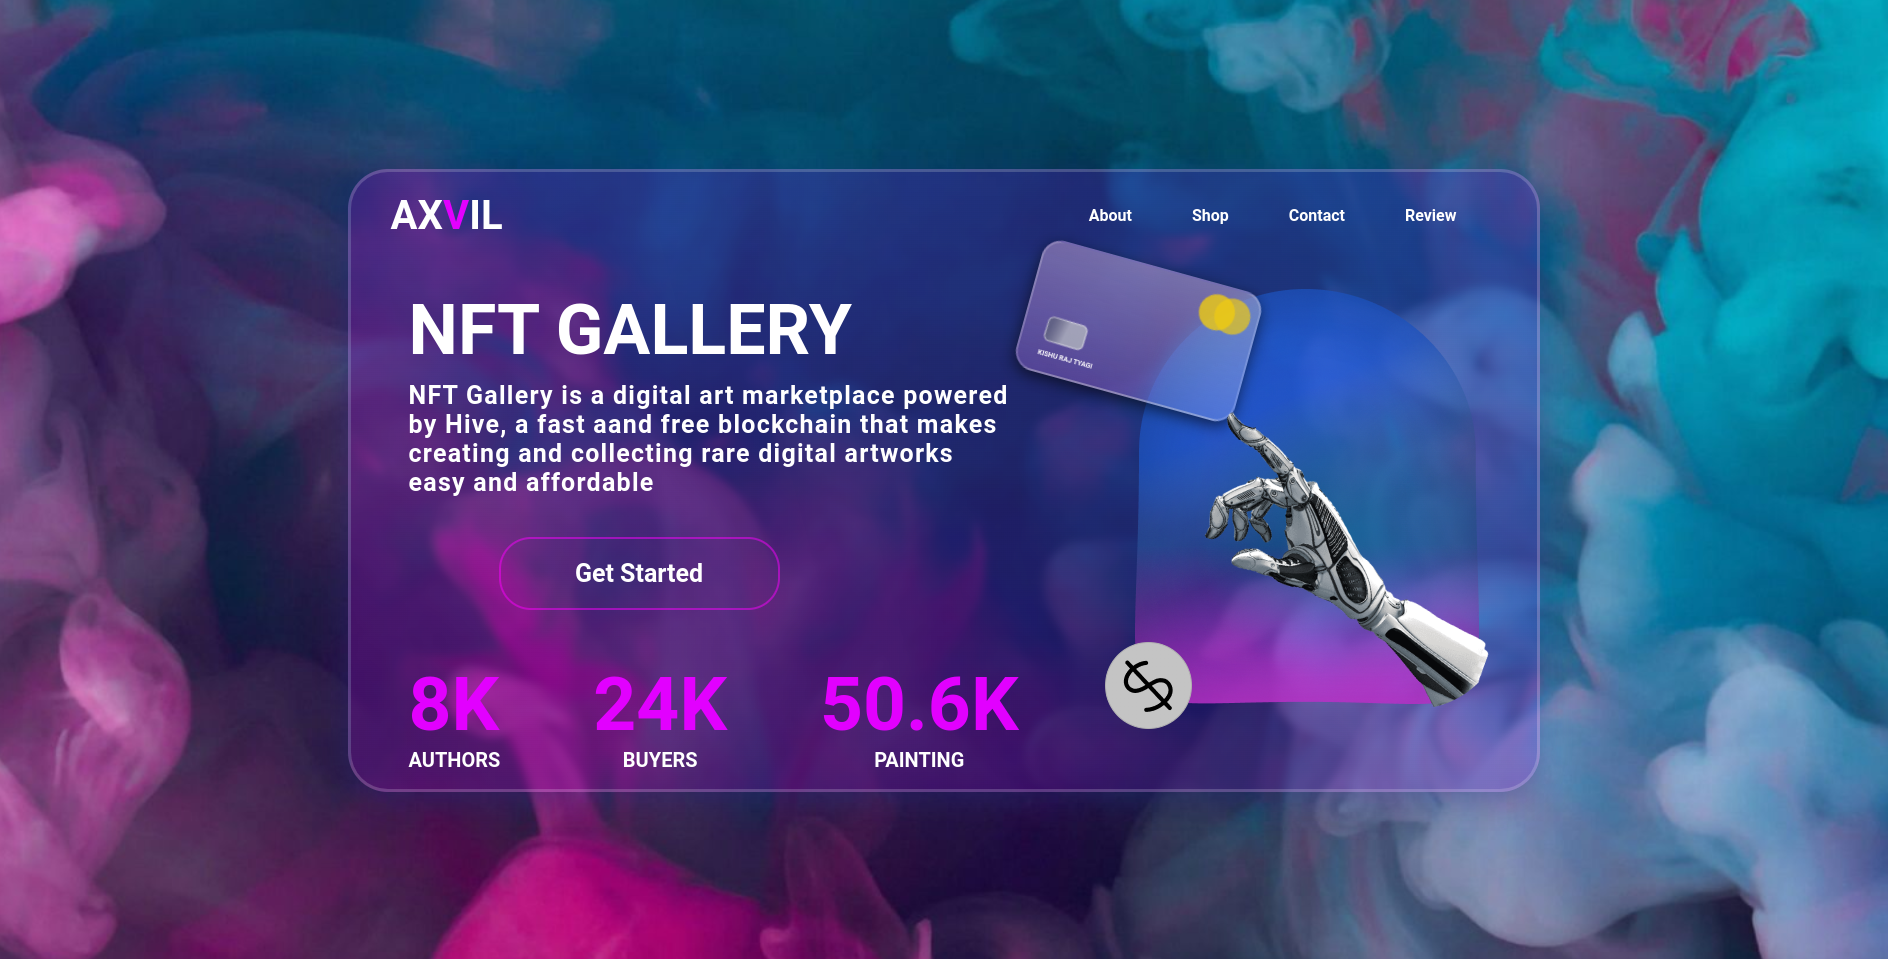 AXVIL
About Shop Contact Review
NFT GALLERY
KISHU RAJ TYAGI
NFT Gallery is a digital art marketplace powered
by Hive, a fast aand free blockchain that makes
creating and collecting rare digital artworks
easy and affordable
Get Started
8K 24K 50.6K
AUTHORS BUYERS PAINTING